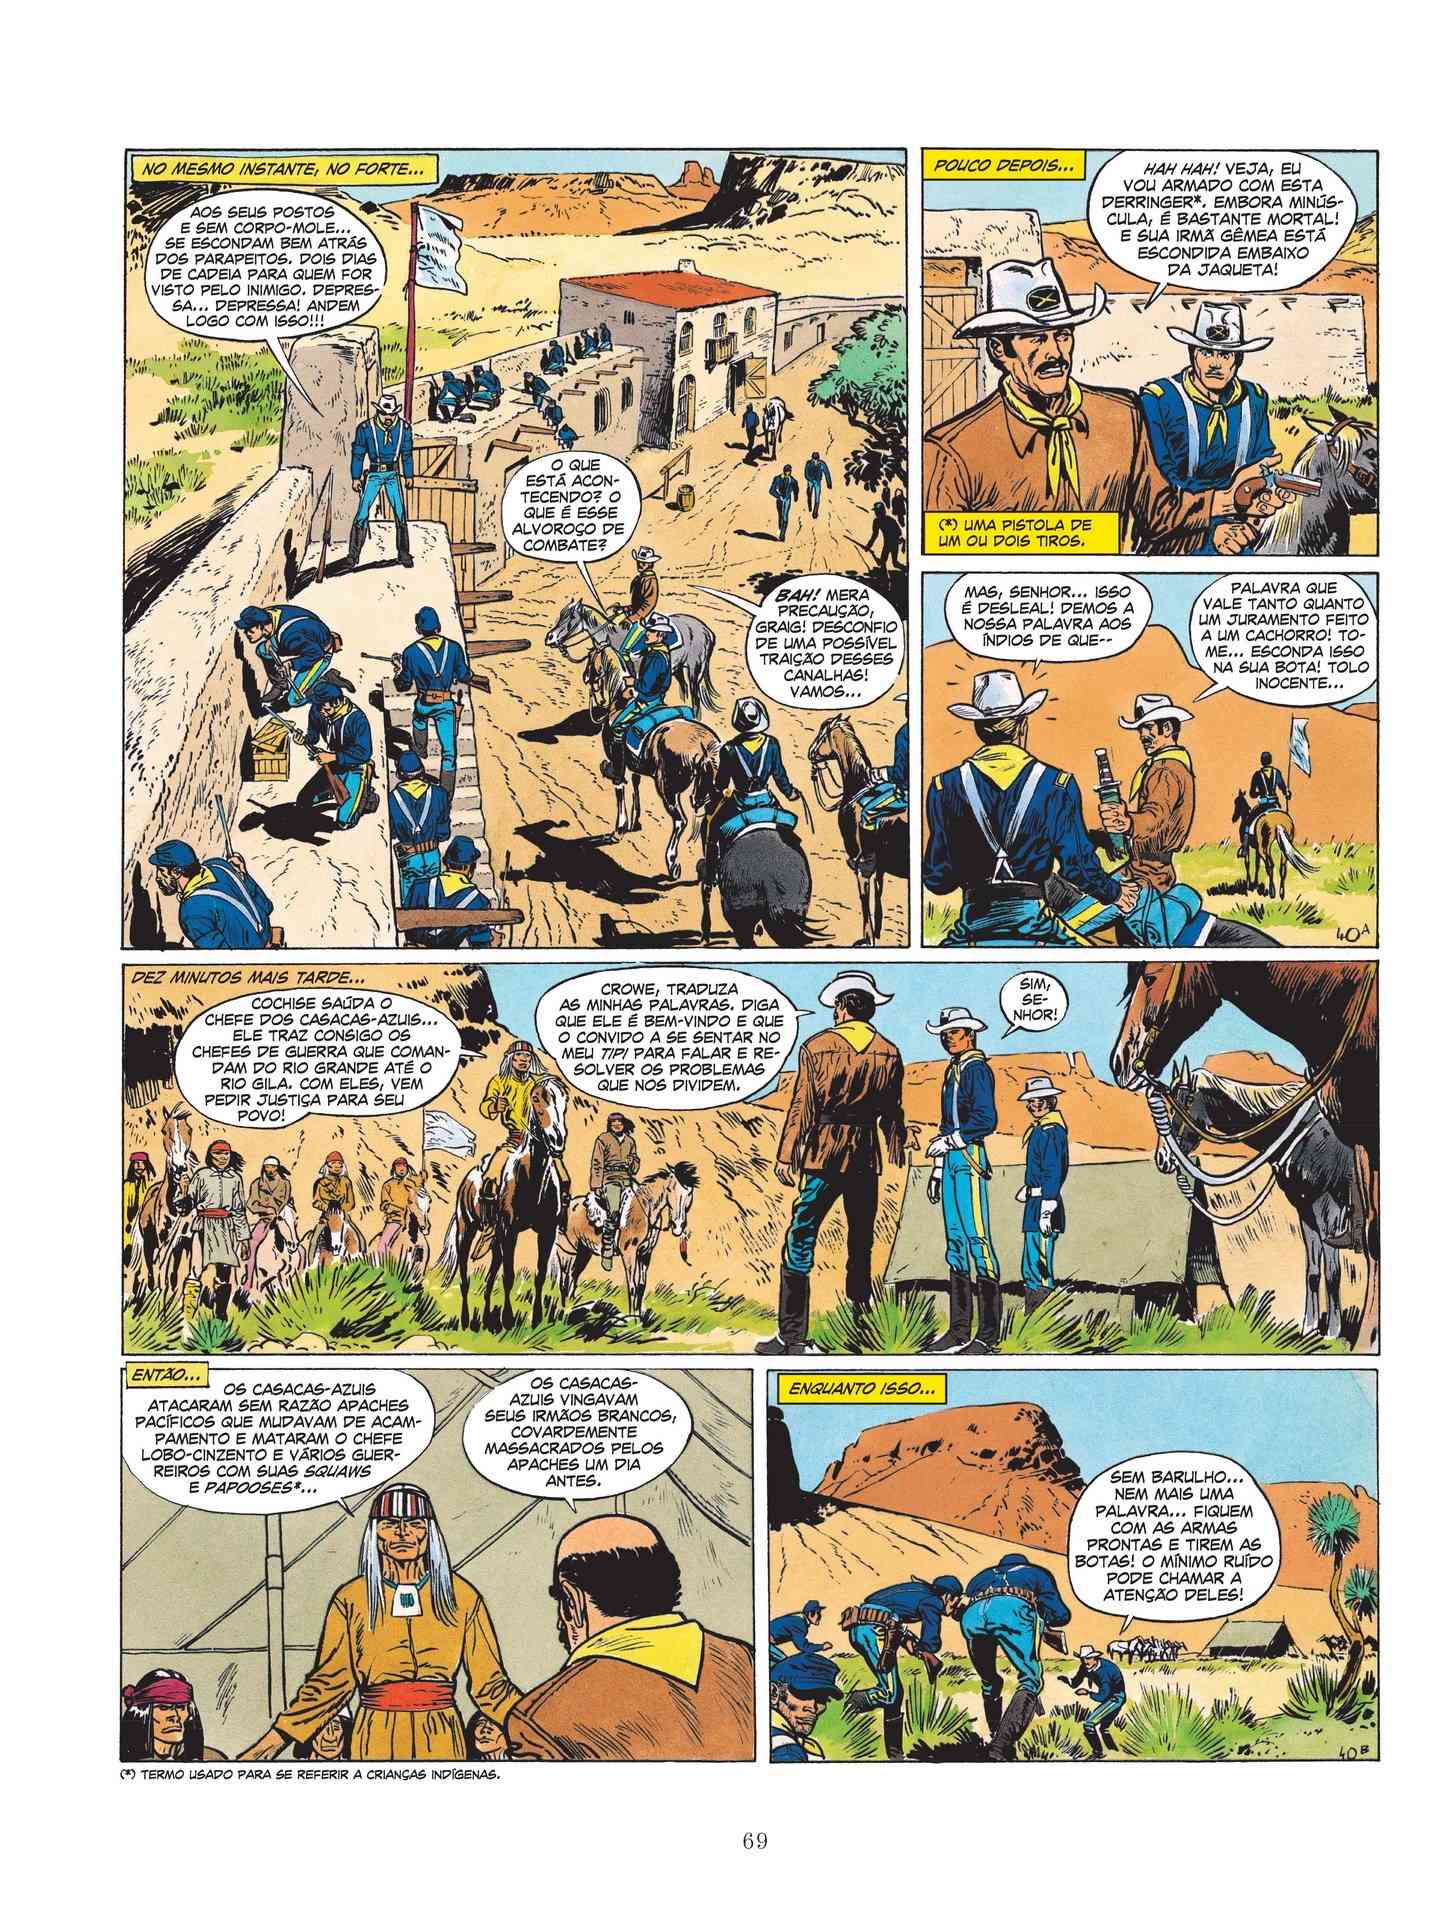 NO MESMO INSTANTE, NO FORTE...
AOS SEUS POSTOS
E SEM CORPO-MOLE...
SE ESCONDAM BEM ATRÁS
DOS PARAPEITOS. DOIS DIAS
DE CADEIA PARA QUEM FOR
VISTO PELO INIMIGO. DEPRES-
SA... DEPRESSA! ANDEM
LOGO COM ISSO!!!
O QUE
ESTÁ ACON-
TECENDO? O
QUE É ESSE
ALVOROÇO DE
COMBATE?
BAH! MERA
PRECAUÇÃO,
GRAIG! DESCONFIO
DE UMA POSSÍVEL
TRAIÇÃO DESSES
CANALHAS!
VAMOS...
POUCO DEPOIS...
HAH HAH! VEJA, EU
VOU ARMADO COM ESTA
DERRINGER*. EMBORA MINÚS-
CULA, É BASTANTE MORTAL!
E SUA IRMÃ GÊMEA ESTÁ
ESCONDIDA EMBAIXO
DA JAQUETA!
(*) UMA PISTOLA DE
UM OU DOIS TIROS.
MAS, SENHOR... ISSO
É DESLEAL! DEMOS A
NOSSA PALAVRA AOS
ÍNDIOS DE QUE--
PALAVRA QUE
VALE TANTO QUANTO
UM JURAMENTO FEITO
A UM CACHORRO! TO-
ME... ESCONDA ISSO
NA SUA BOTA! TOLO
INOCENTE...
40A
DEZ MINUTOS MAIS TARDE...
COCHISE SAÚDA O
CHEFE DOS CASACAS-AZUIS...
ELE TRAZ CONSIGO OS
CHEFES DE GUERRA QUE COMAN-
DAM DO RIO GRANDE ATÉ O
RIO GILA. COM ELES, VEM
PEDIR JUSTIÇA PARA SEU
POVO!
CROWE, TRADUZA
AS MINHAS PALAVRAS. DIGA
QUE ELE É BEM-VINDO E QUE
O CONVIDO A SE SENTAR NO
MEU TIPI PARA FALAR E RE-
SOLVER OS PROBLEMAS
QUE NOS DIVIDEM.
SIM,
SE-
NHOR!
ENTÃO...
OS CASACAS-AZUIS
ATACARAM SEM RAZÃO APACHES
PACÍFICOS QUE MUDAVAM DE ACAM-
PAMENTO E MATARAM O CHEFE
LOBO-CINZENTO E VÁRIOS GUER-
REIROS COM SUAS SQUAWS
E PAPOOSES*...
OS CASACAS-
AZUIS VINGAVAM
SEUS IRMÃOS BRANCOS,
COVARDEMENTE
MASSACRADOS PELOS
APACHES UM DIA
ANTES.
ENQUANTO ISSO...
SEM BARULHO...
NEM MAIS UMA
PALAVRA... FIQUEM
COM AS ARMAS
PRONTAS E TIREM AS
BOTAS! O MÍNIMO RUÍDO
PODE CHAMAR A
ATENÇÃO DELES!
40B
(*) TERMO USADO PARA SE REFERIR A CRIANÇAS INDÍGENAS.
69